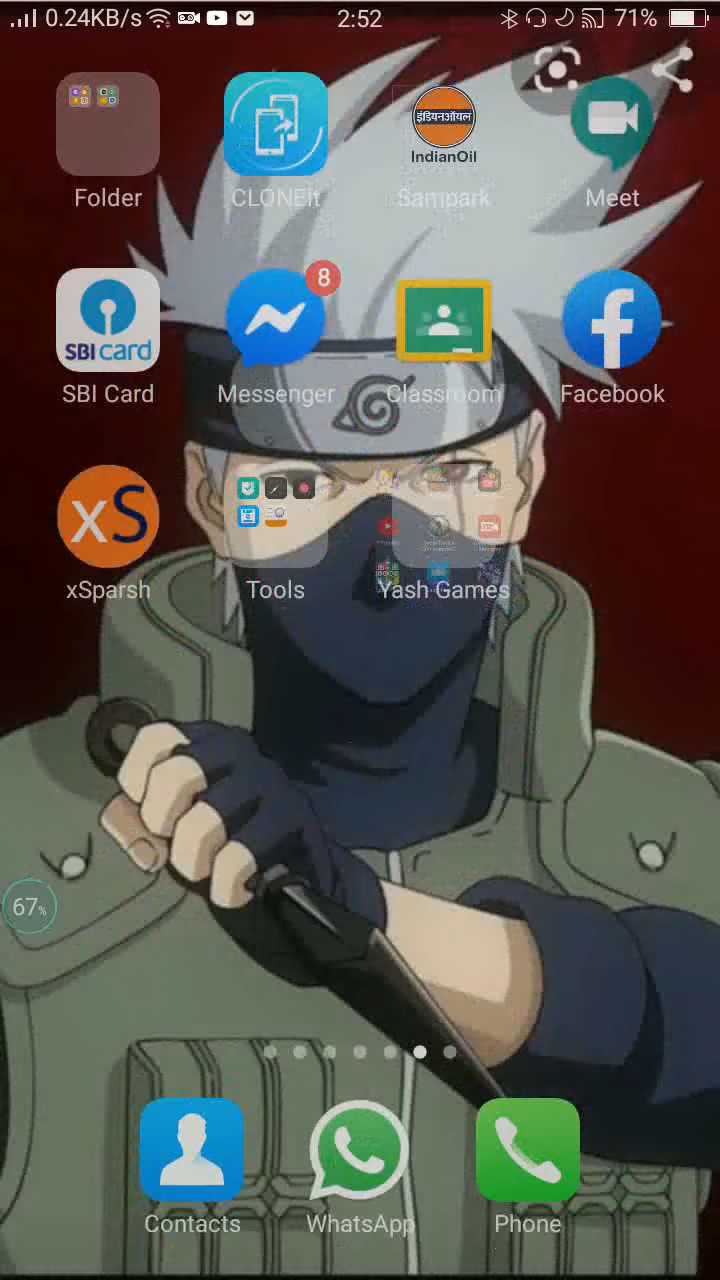 0.24KB/s
2:52
71%
इंडियनऑयल
IndianOil
Folder
CLONEit
Sampark
Meet
8
SBI card
SBI Card
Messenger
Classroom
Facebook
xS
xSparsh
Tools
Yash Games
67%
Contacts
WhatsApp
Phone